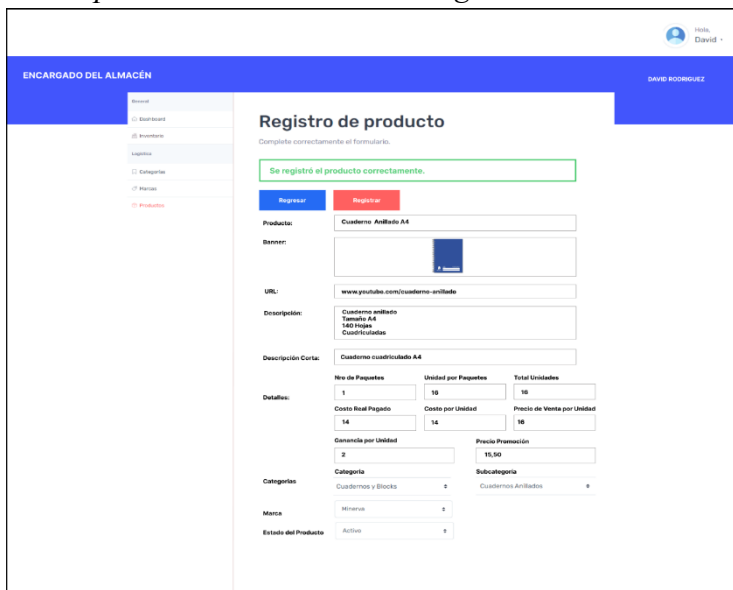 Hola,
David
ENCARGADO DEL ALMACÉN
DAVID RODRIGUEZ
General
Dashboard
Inventario
Logística
Categorías
Marcas
Productos
Registro de producto
Complete correctamente el formulario.
Se registró el producto correctamente.
Regresar Registrar
Producto: Cuaderno Anillado A4
Banner:
URL: www.youtube.com/cuaderno-anillado
Descripción: Cuaderno anillado
Tamaño A4
140 Hojas
Cuadriculadas
Descripción Corta: Cuaderno cuadriculado A4
Nro de Paquetes Unidad por Paquetes Total Unidades
Detalles: 1 16 16
Costo Real Pagado Costo por Unidad Precio de Venta por Unidad
14 14 16
Ganancia por Unidad Precio Promoción
2 15,50
Categoria Subcategoria
Categorías Cuadernos y Blocks Cuadernos Anillados
Marca Minerva
Estado del Producto Activo